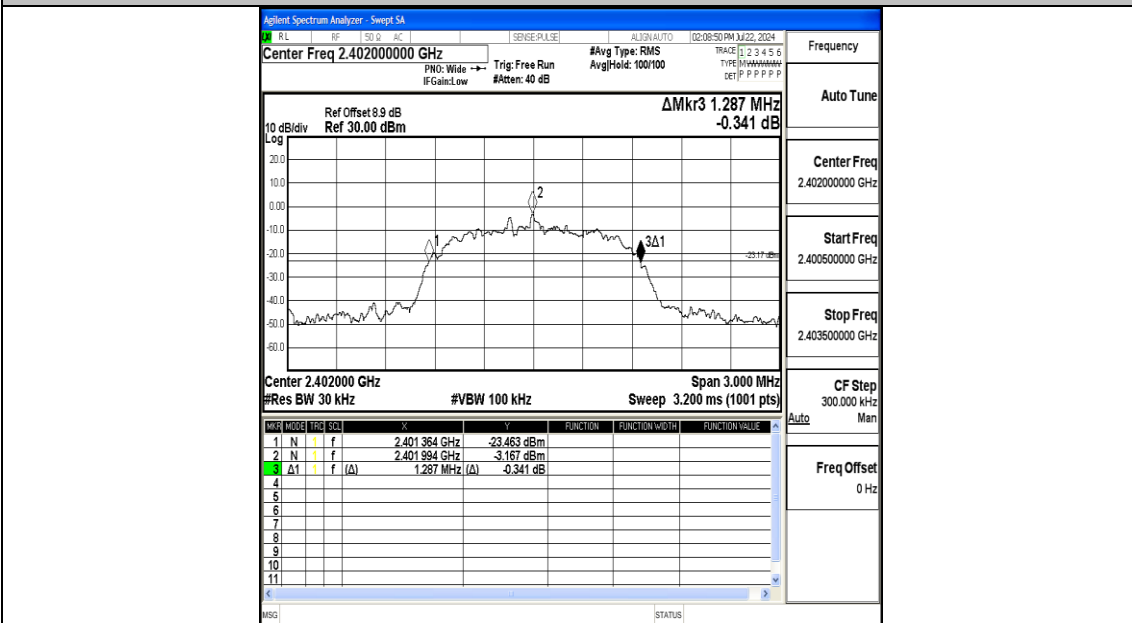 Agilent Spectrum Analyzer - Swept SA
RL RF 50 Ω AC SENSE:PULSE ALIGN AUTO 02:08:50 PM Jul 22, 2024
Center Freq 2.402000000 GHz
#Avg Type: RMS
TRACE 1 2 3 4 5 6
PNO: Wide
Trig: Free Run
Avg|Hold: 100/100
TYPE
IFGain:Low
#Atten: 40 dB
DET P P P P P P
Ref Offset 8.9 dB
ΔMkr3 1.287 MHz
10 dB/div
Ref 30.00 dBm
-0.341 dB
Log
20.0
10.0
0.00
-10.0
-20.0
-30.0
-40.0
-50.0
-60.0
1
2
3Δ1
-23.17 dBm
Center 2.402000 GHz
Span 3.000 MHz
#Res BW 30 kHz
#VBW 100 kHz
Sweep 3.200 ms (1001 pts)
MKR MODE TRC SCL X Y FUNCTION FUNCTION WIDTH FUNCTION VALUE
1 N 1 f 2.401 364 GHz -23.463 dBm
2 N 1 f 2.401 994 GHz -3.167 dBm
3 Δ1 1 f (Δ) 1.287 MHz (Δ) -0.341 dB
4
5
6
7
8
9
10
11
MSG
STATUS
Frequency
Auto Tune
Center Freq
2.402000000 GHz
Start Freq
2.400500000 GHz
Stop Freq
2.403500000 GHz
CF Step
300.000 kHz
Auto Man
Freq Offset
0 Hz